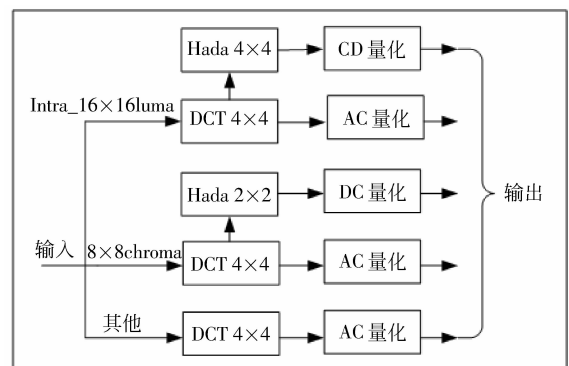 Hada 4×4
CD 量化
Intra_16×16luma
DCT 4×4
AC 量化
Hada 2×2
DC 量化
输出
输入
8×8chroma
DCT 4×4
AC 量化
其他
DCT 4×4
AC 量化